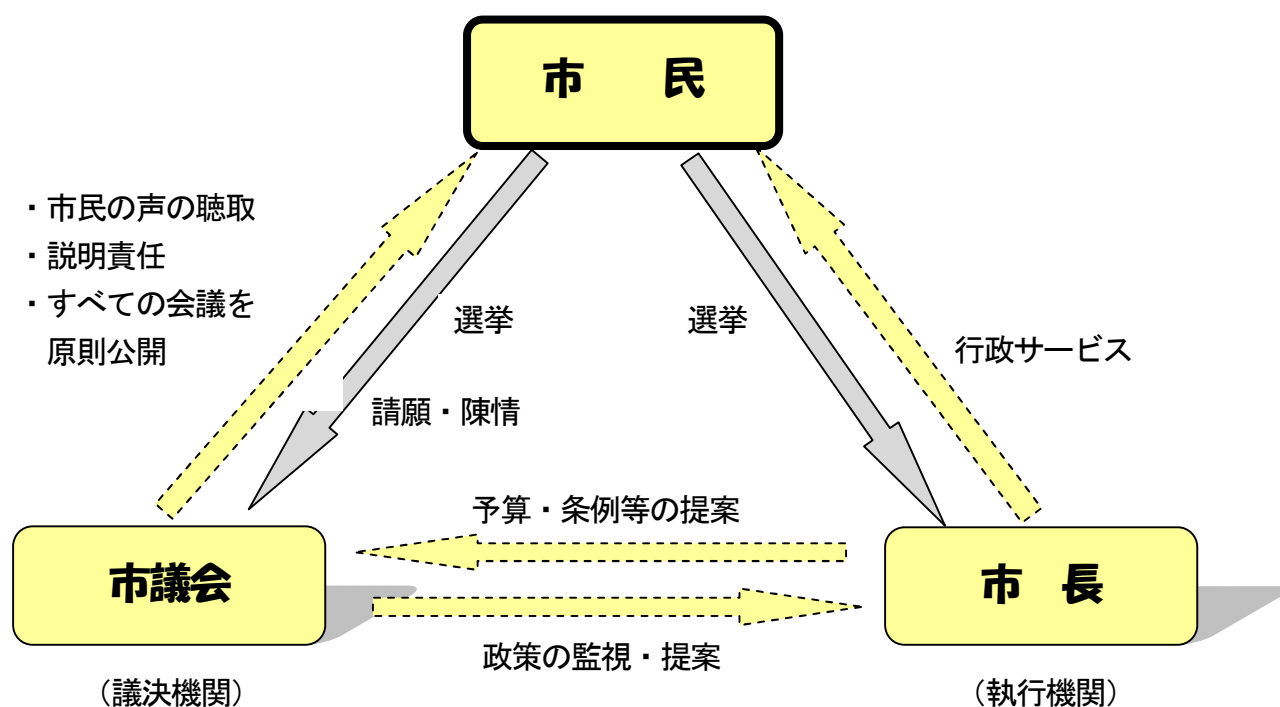 市　民
・市民の声の聴取
・説明責任
・すべての会議を
原則公開
選挙
選挙
行政サービス
請願・陳情
予算・条例等の提案
市議会
市　長
政策の監視・提案
（議決機関）
（執行機関）